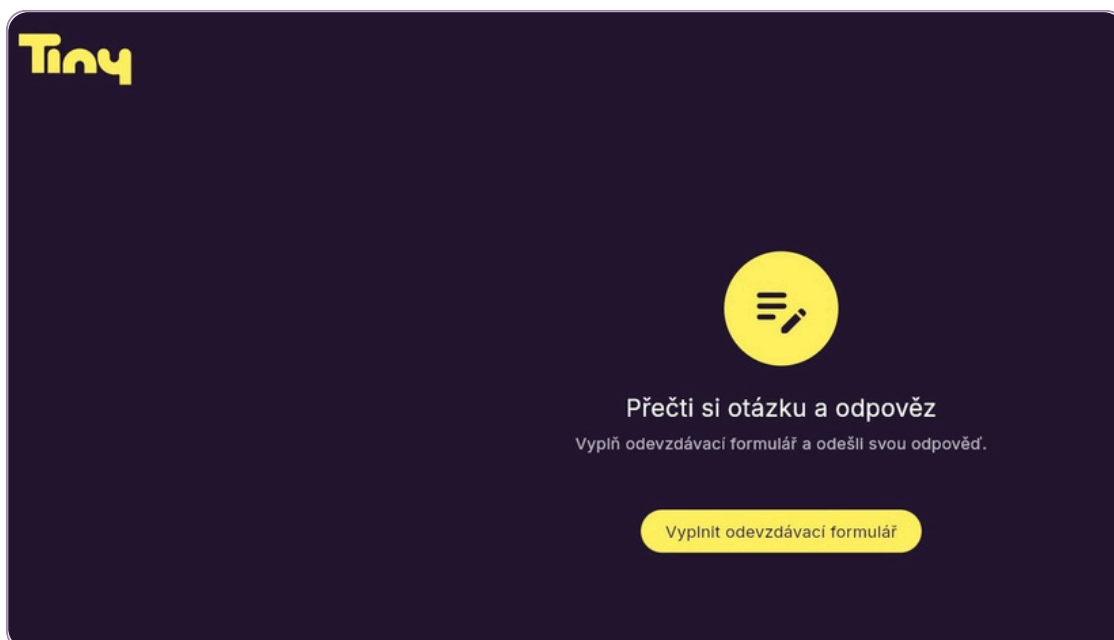 Tiny
Přečti si otázku a odpověz
Vyplň odevzdávací formulář a odešli svou odpověď.
Vyplnit odevzdávací formulář